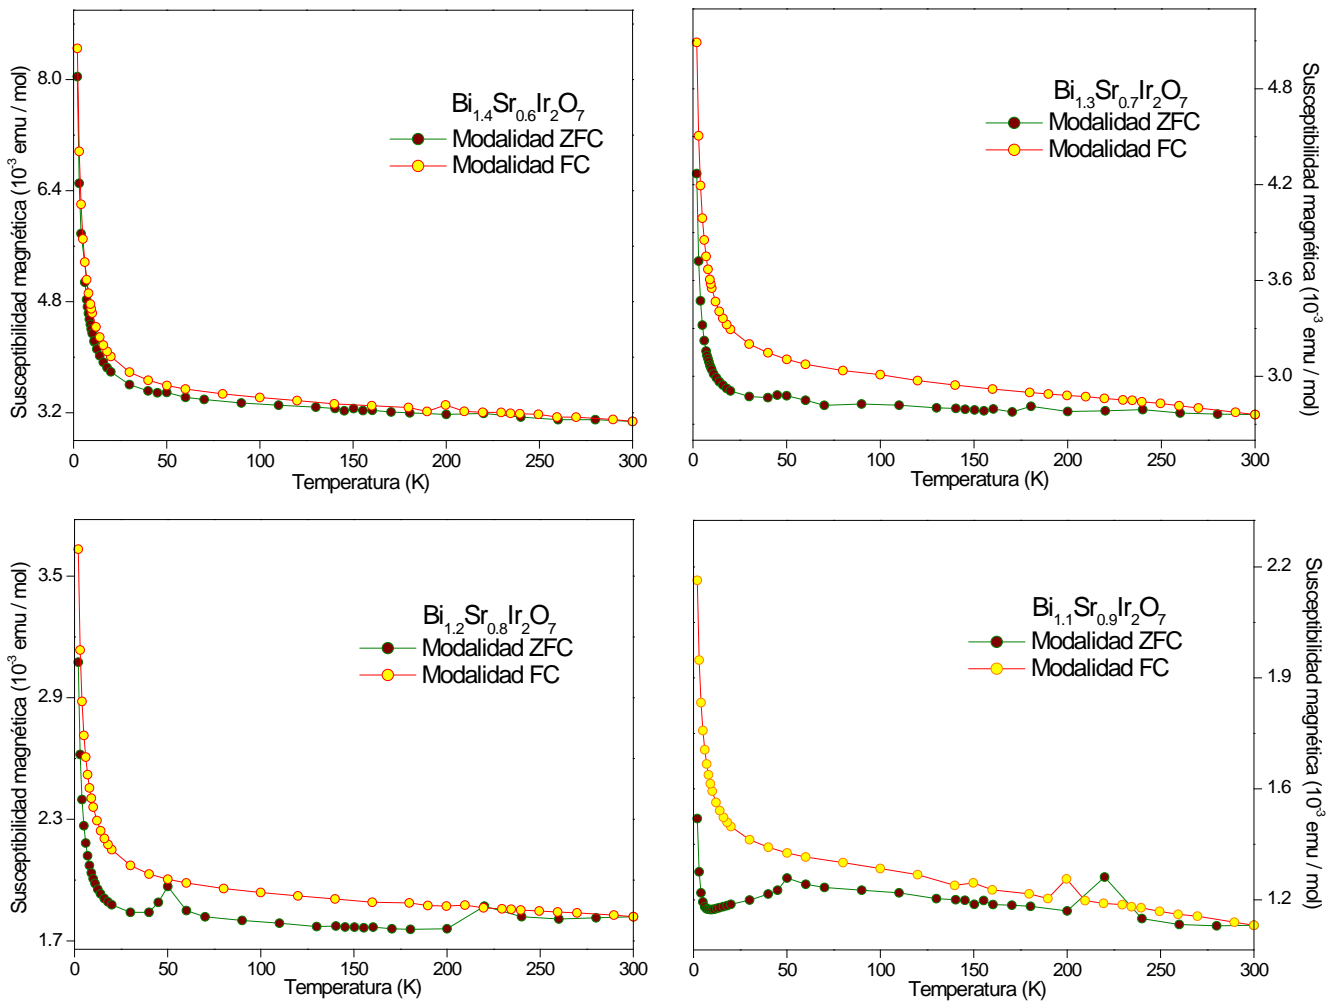 Susceptibilidad magnética (10⁻³ emu / mol)
8.0
6.4
4.8
3.2
Bi₁.₄Sr₀.₆Ir₂O₇
Modalidad ZFC
Modalidad FC
0 50 100 150 200 250 300
Temperatura (K)
Bi₁.₃Sr₀.₇Ir₂O₇
Modalidad ZFC
Modalidad FC
4.8
4.2
3.6
3.0
Susceptibilidad magnética (10⁻³ emu / mol)
0 50 100 150 200 250 300
Temperatura (K)
Susceptibilidad magnética (10⁻³ emu / mol)
3.5
2.9
2.3
1.7
Bi₁.₂Sr₀.₈Ir₂O₇
Modalidad ZFC
Modalidad FC
0 50 100 150 200 250 300
Temperatura (K)
Bi₁.₁Sr₀.₉Ir₂O₇
Modalidad ZFC
Modalidad FC
2.2
1.9
1.6
1.2
Susceptibilidad magnética (10⁻³ emu / mol)
0 50 100 150 200 250 300
Temperatura (K)